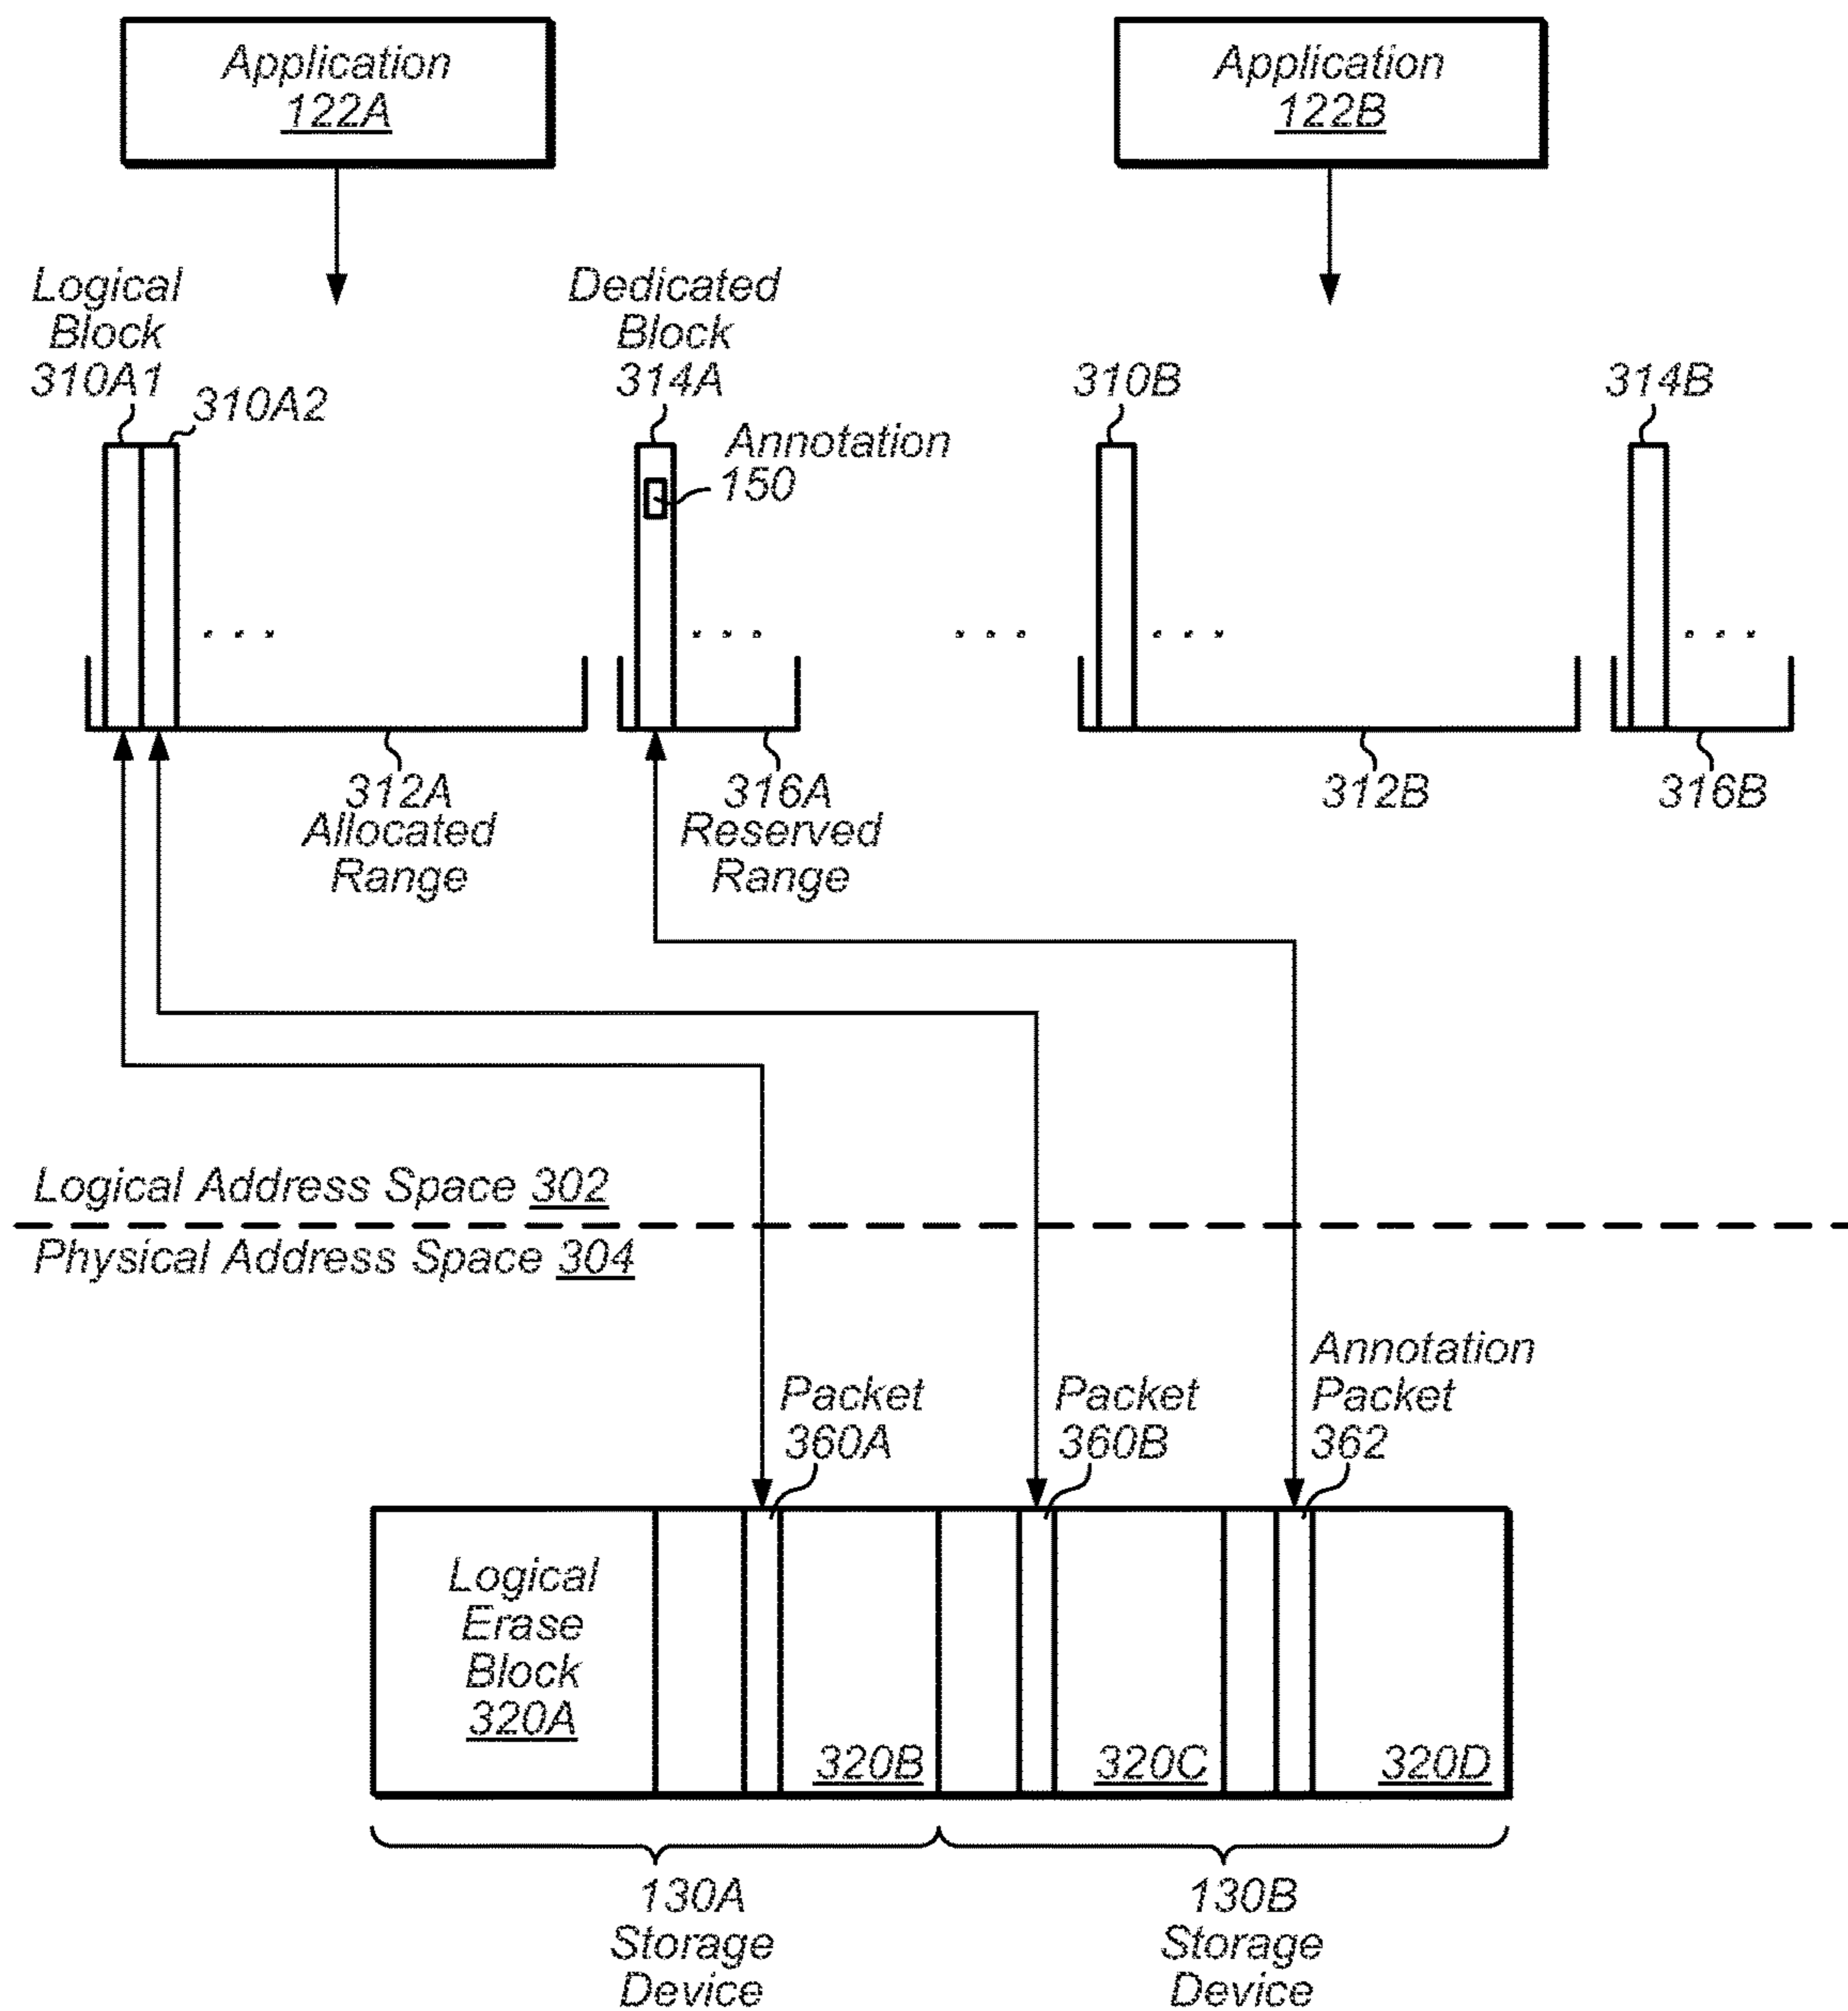 Application
122A
Application
122B
Logical
Block
310A1
310A2
Dedicated
Block
314A
Annotation
150
310B
314B
. . .
. . .
. . .
. . .
. . .
312A
Allocated
Range
316A
Reserved
Range
312B
316B
Logical Address Space 302
Physical Address Space 304
Packet
360A
Packet
360B
Annotation
Packet
362
Logical
Erase
Block
320A
320B
320C
320D
130A
Storage
Device
130B
Storage
Device